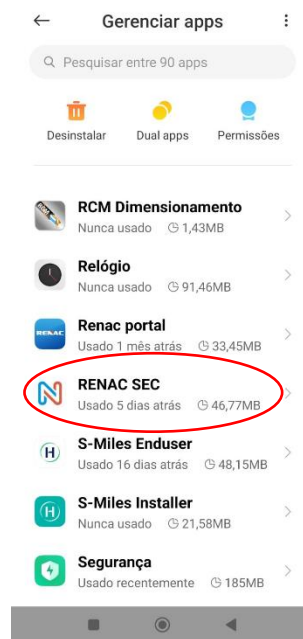 Gerenciar apps
Pesquisar entre 90 apps
Desinstalar Dual apps Permissões
RCM Dimensionamento
Nunca usado 1,43MB
Relógio
Nunca usado 91,46MB
RENAC
Renac portal
Usado 1 mês atrás 33,45MB
RENAC SEC
Usado 5 dias atrás 46,77MB
H
S-Miles Enduser
Usado 16 dias atrás 48,15MB
H
S-Miles Installer
Nunca usado 21,58MB
Segurança
Usado recentemente 185MB